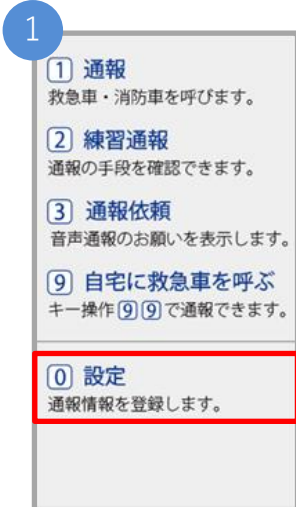 1
1 通報
救急車・消防車を呼びます。
2 練習通報
通報の手段を確認できます。
3 通報依頼
音声通報のお願いを表示します。
9 自宅に救急車を呼ぶ
キー操作99で通報できます。
0 設定
通報情報を登録します。